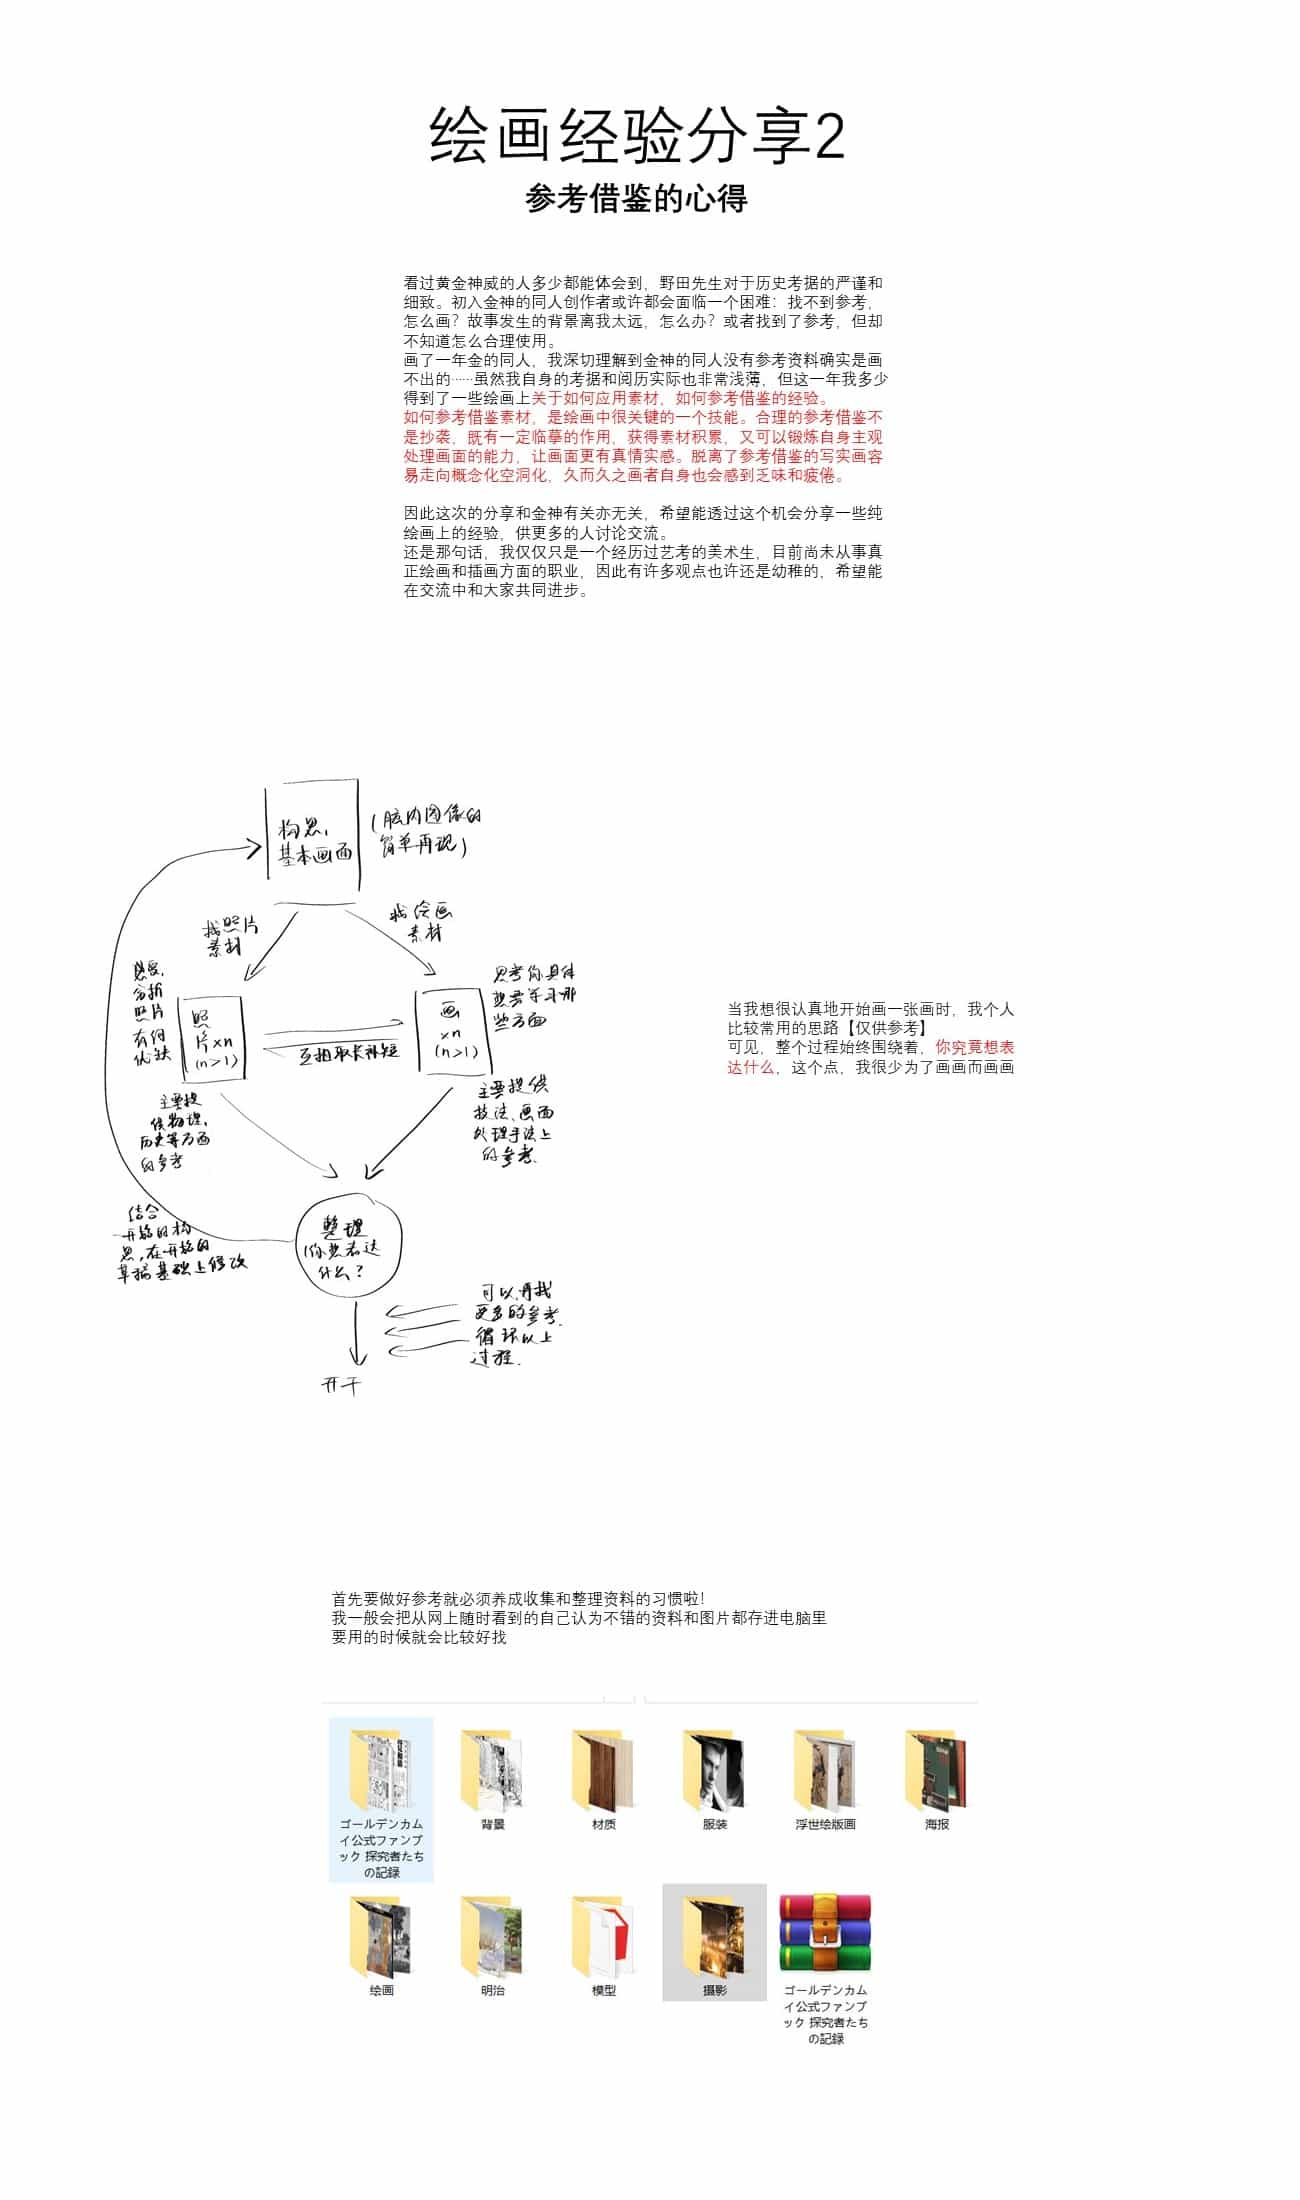 绘画经验分享2
参考借鉴的心得
看过黄金神威的人多少都能体会到，野田先生对于历史考据的严谨和
细致。初入金神的同人创作者或许都会面临一个困难：找不到参考，
怎么画？故事发生的背景离我太远，怎么办？或者找到了参考，但却
不知道怎么合理使用。
画了一年金的同人，我深切理解到金神的同人没有参考资料确实是画
不出的……虽然我自身的考据和阅历实际也非常浅薄，但这一年我多少
得到了一些绘画上关于如何应用素材，如何参考借鉴的经验。
如何参考借鉴素材，是绘画中很关键的一个技能。合理的参考借鉴不
是抄袭，既有一定临摹的作用，获得素材积累，又可以锻炼自身主观
处理画面的能力，让画面更有真情实感。脱离了参考借鉴的写实画容
易走向概念化空洞化，久而久之画者自身也会感到乏味和疲倦。
因此这次的分享和金神有关亦无关，希望能透过这个机会分享一些纯
绘画上的经验，供更多的人讨论交流。
还是那句话，我仅仅只是一个经历过艺考的美术生，目前尚未从事真
正绘画和插画方面的职业，因此有许多观点也许还是幼稚的，希望能
在交流中和大家共同进步。
构思，
基本画面
（脑内图像的
简单再现）
找照片
素材
找绘画
素材
感受，
分析
照片
有何
优缺
照
片×n
(n>1)
互相取长补短
画
×n
(n>1)
思考你具体
想要学习哪
些方面
主要提
供物理，
历史等方面
的参考
主要提供
技法、画面
处理手法上
的参考.
结合
一开始的构
思，在开始的
草稿基础上修改
整理
（你想表达
什么？
可以再找
更多的参考.
循环以上
过程.
开干
当我想很认真地开始画一张画时，我个人
比较常用的思路【仅供参考】
可见，整个过程始终围绕着，你究竟想表
达什么，这个点，我很少为了画画而画画
首先要做好参考就必须养成收集和整理资料的习惯啦！
我一般会把从网上随时看到的自己认为不错的资料和图片都存进电脑里
要用的时候就会比较好找
ゴールデンカム
イ公式ファンブ
ック 探究者たち
の記録
背景
材质
服装
浮世绘版画
海报
绘画
明治
模型
摄影
ゴールデンカム
イ公式ファンブ
ック 探究者たち
の記録